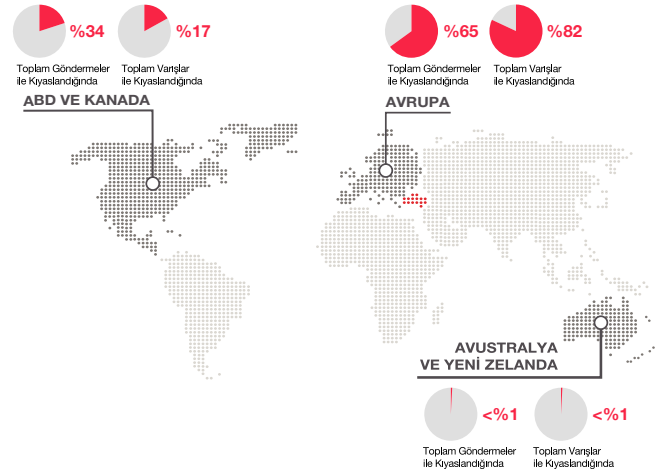 %34
Toplam Göndermeler
ile Kıyaslandığında
%17
Toplam Varışlar
ile Kıyaslandığında
ABD VE KANADA
%65
Toplam Göndermeler
ile Kıyaslandığında
%82
Toplam Varışlar
ile Kıyaslandığında
AVRUPA
AVUSTRALYA
VE YENİ ZELANDA
<%1
Toplam Göndermeler
ile Kıyaslandığında
<%1
Toplam Varışlar
ile Kıyaslandığında